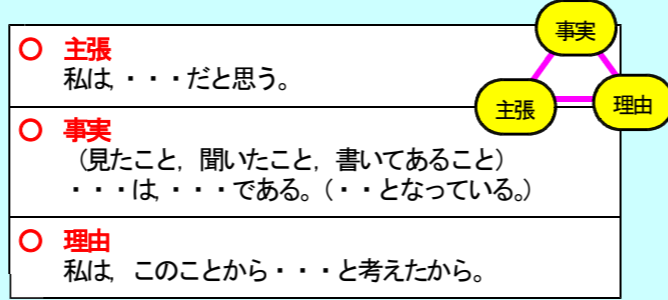 事実
主張
理由
○ 主張
私は,・・・だと思う。
○ 事実
（見たこと，聞いたこと，書いてあること）
・・・は,・・・である。（・・となっている。）
○ 理由
私は，このことから・・・と考えたから。